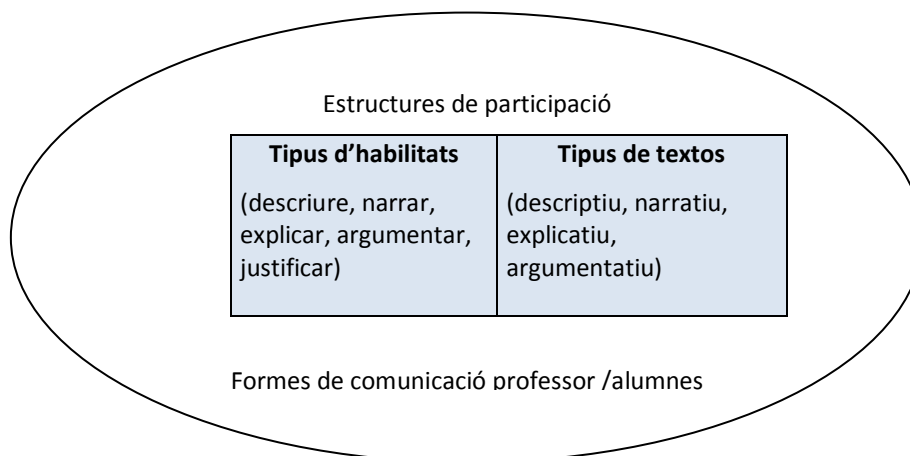 Estructures de participació
Tipus d’habilitats
(descriure, narrar,
explicar, argumentar,
justificar)
Tipus de textos
(descriptiu, narratiu,
explicatiu,
argumentatiu)
Formes de comunicació professor /alumnes